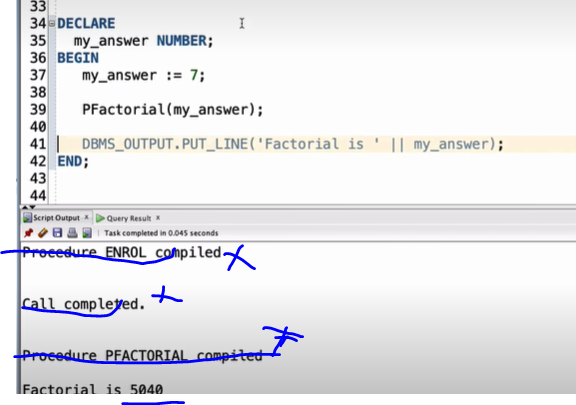 33
34 DECLARE
35 my_answer NUMBER;
36 BEGIN
37 my_answer := 7;
38
39 PFactorial(my_answer);
40
41 DBMS_OUTPUT.PUT_LINE('Factorial is ' || my_answer);
42 END;
43
44
Script Output × Query Result ×
Task completed in 0.045 seconds
Procedure ENROL compiled
Call completed.
Procedure PFACTORIAL compiled
Factorial is 5040